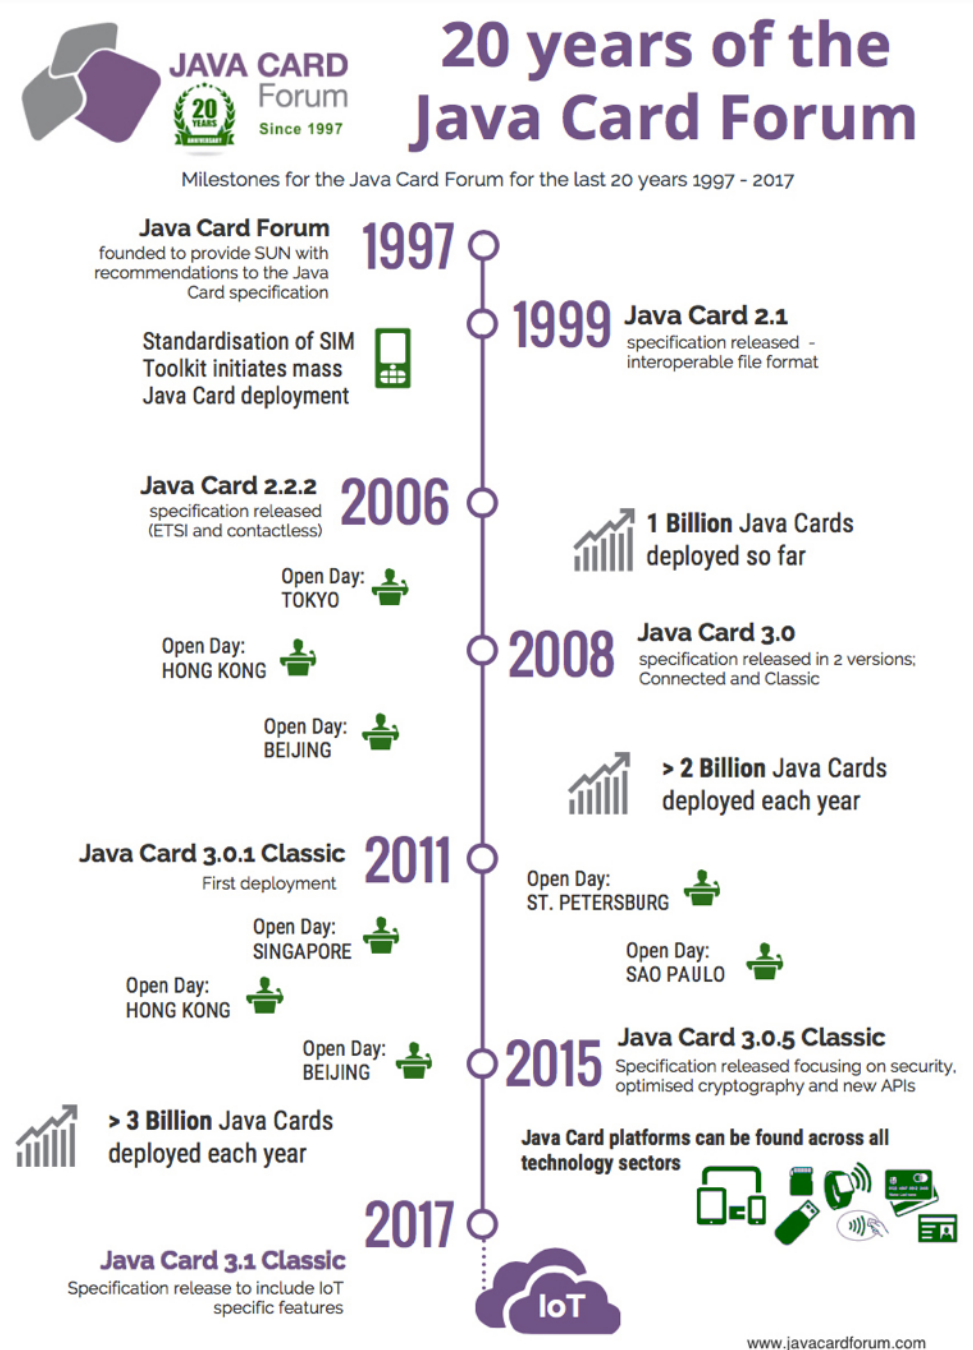 JAVA CARD
Forum
20
YEARS
ANNIVERSARY
Since 1997
20 years of the
Java Card Forum
Milestones for the Java Card Forum for the last 20 years 1997 - 2017
Java Card Forum
founded to provide SUN with
recommendations to the Java
Card specification
1997
1999
Java Card 2.1
specification released -
interoperable file format
Standardisation of SIM
Toolkit initiates mass
Java Card deployment
Java Card 2.2.2
specification released
(ETSI and contactless)
2006
1 Billion Java Cards
deployed so far
Open Day:
TOKYO
Open Day:
HONG KONG
2008
Java Card 3.0
specification released in 2 versions;
Connected and Classic
Open Day:
BEIJING
> 2 Billion Java Cards
deployed each year
Java Card 3.0.1 Classic
First deployment
2011
Open Day:
ST. PETERSBURG
Open Day:
SINGAPORE
Open Day:
SAO PAULO
Open Day:
HONG KONG
Open Day:
BEIJING
2015
Java Card 3.0.5 Classic
Specification released focusing on security,
optimised cryptography and new APIs
> 3 Billion Java Cards
deployed each year
Java Card platforms can be found across all
technology sectors
2017
Java Card 3.1 Classic
Specification release to include IoT
specific features
IoT
www.javacardforum.com